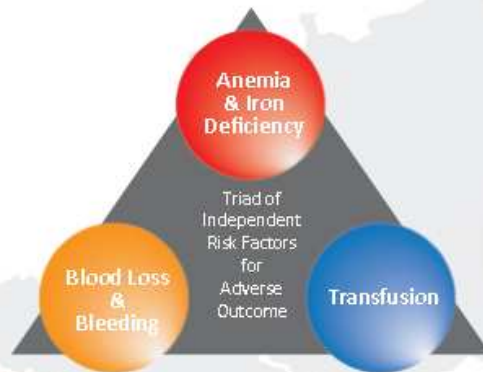 Anemia
& Iron
Deficiency
Triad of
Independent
Risk Factors
for
Adverse
Outcome
Blood Loss
&
Bleeding
Transfusion